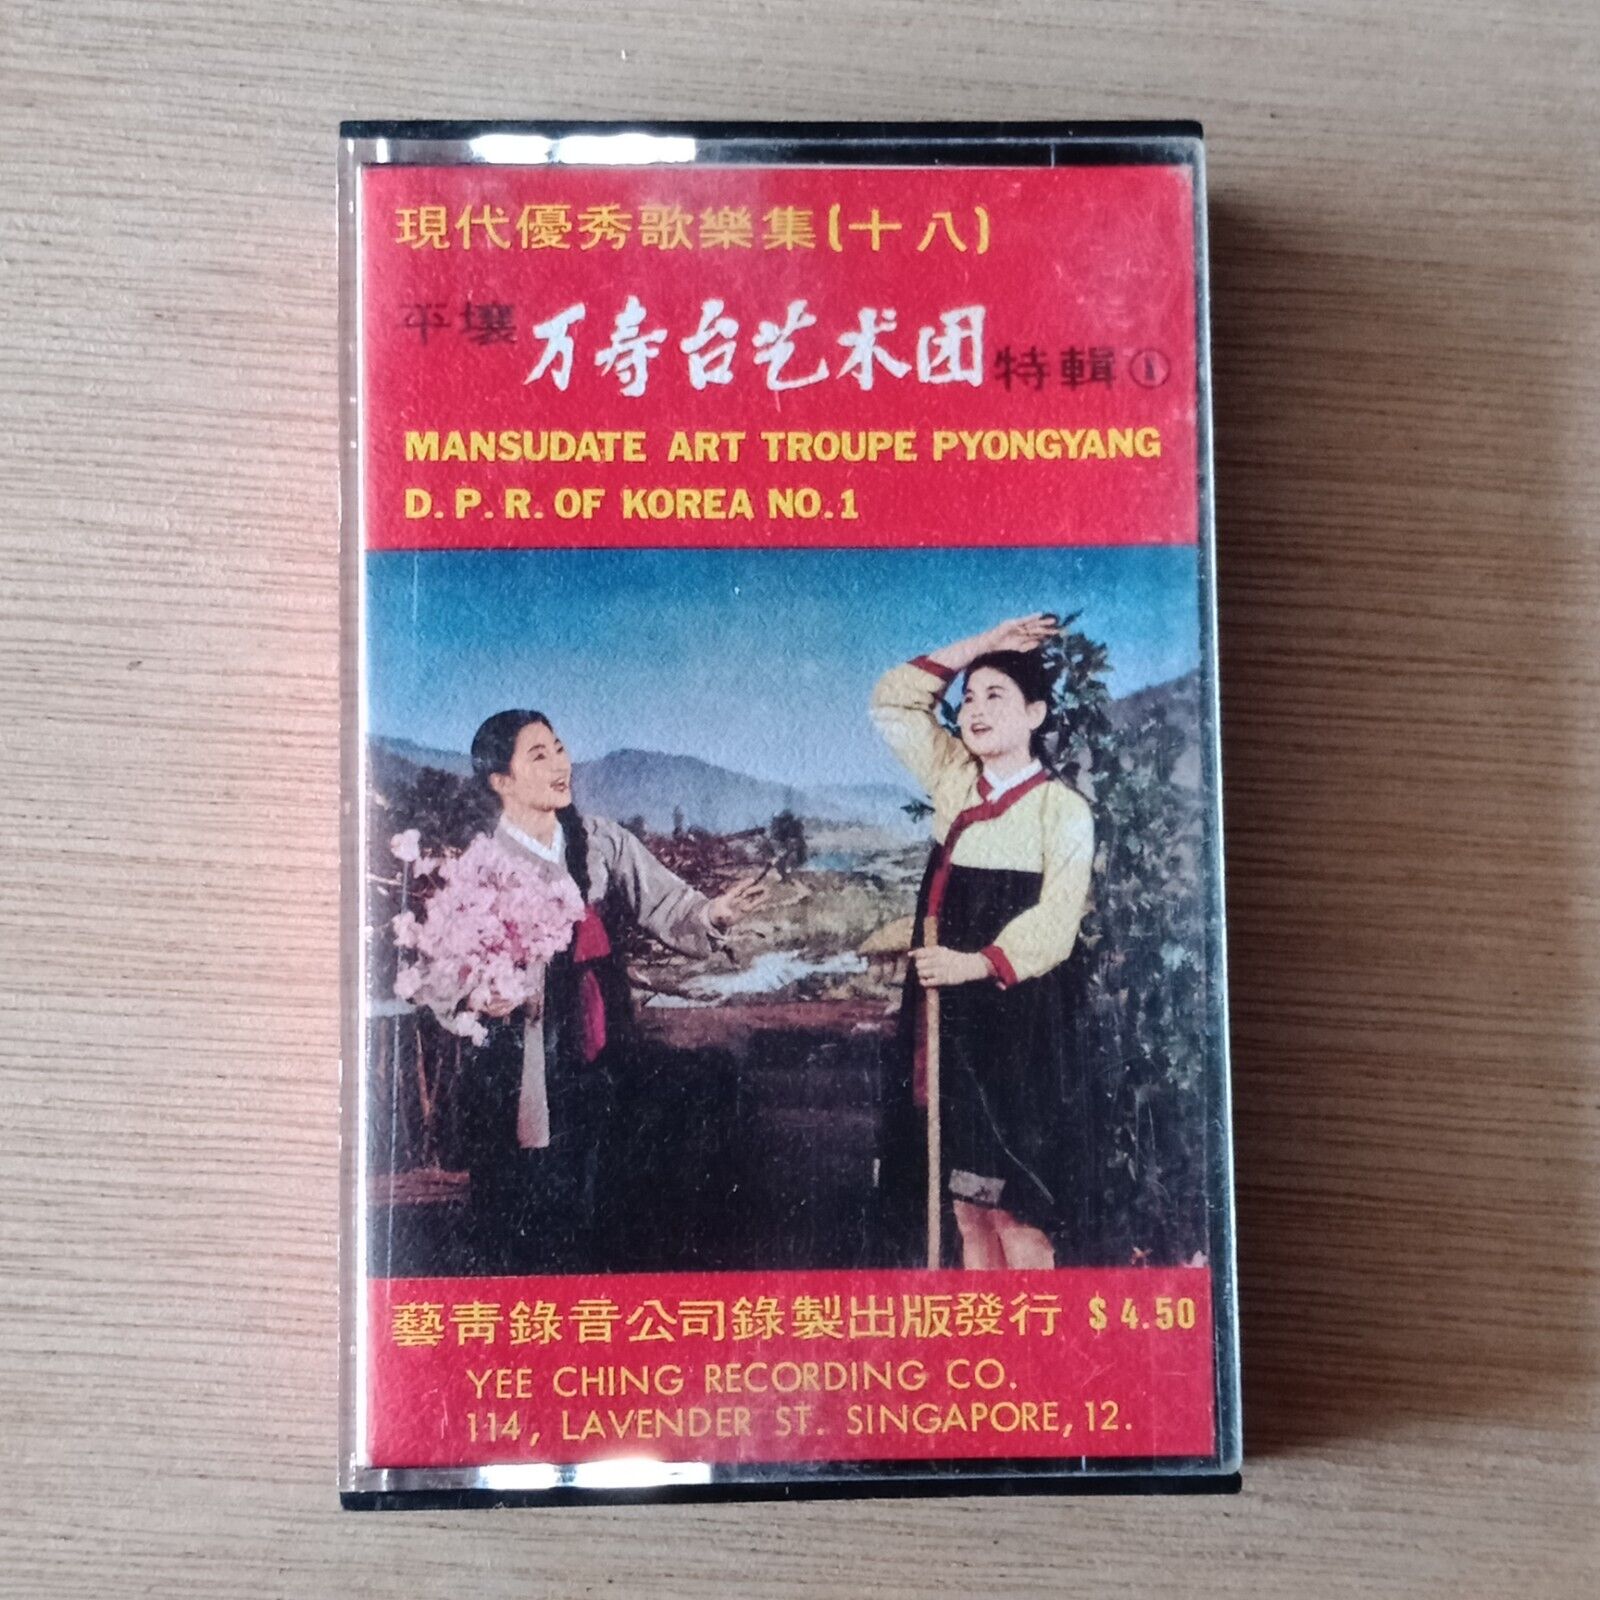 現代優秀歌樂集(十八)
平壤 万寿台艺术团 特輯①
MANSUDATE ART TROUPE PYONGYANG
D. P. R. OF KOREA NO. 1
藝青錄音公司錄製出版發行 $ 4.50
YEE CHING RECORDING CO.
114, LAVENDER ST. SINGAPORE, 12.